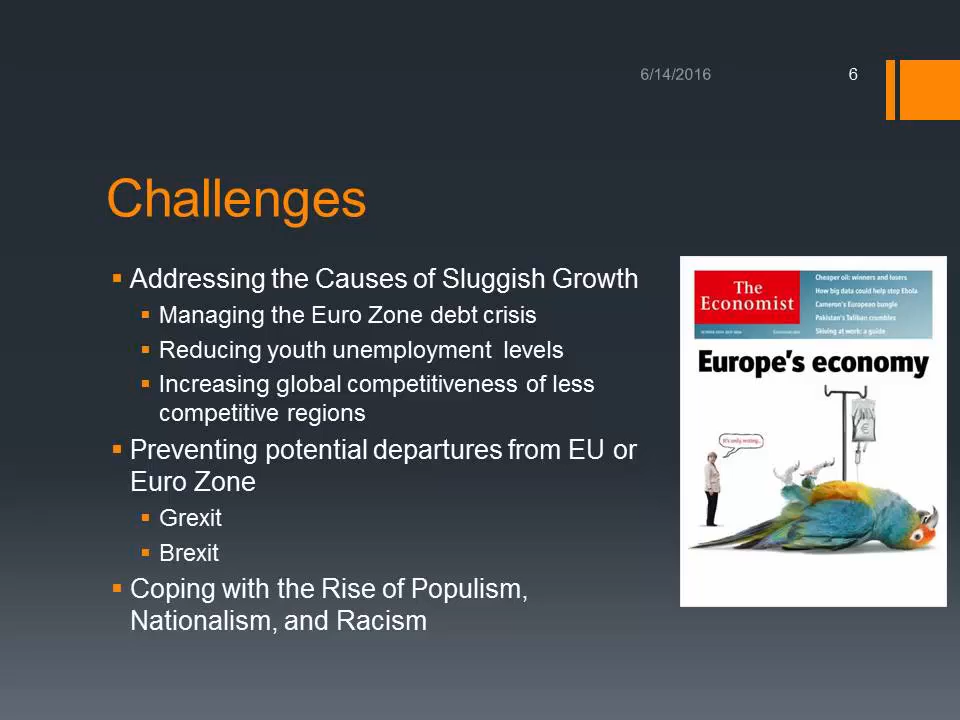 6/14/2016
6
Challenges
Addressing the Causes of Sluggish Growth
Managing the Euro Zone debt crisis
Reducing youth unemployment levels
Increasing global competitiveness of less
competitive regions
Preventing potential departures from EU or
Euro Zone
Grexit
Brexit
Coping with the Rise of Populism,
Nationalism, and Racism
The
Economist
Cheaper oil: winners and losers
How big data could help stop Ebola
Cameron's European bungle
Pakistan's Taliban crumbles
Skiving at work: a guide
Europe's economy
It's only resting...
€